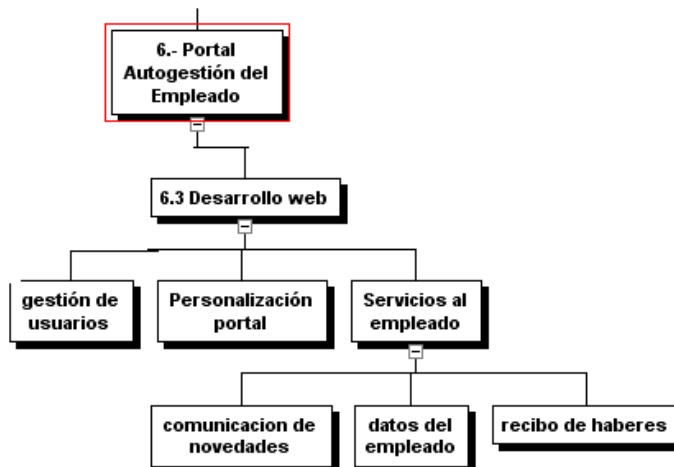 6.- Portal
Autogestión del
Empleado
6.3 Desarrollo web
gestión de
usuarios
Personalización
portal
Servicios al
empleado
comunicacion de
novedades
datos del
empleado
recibo de haberes